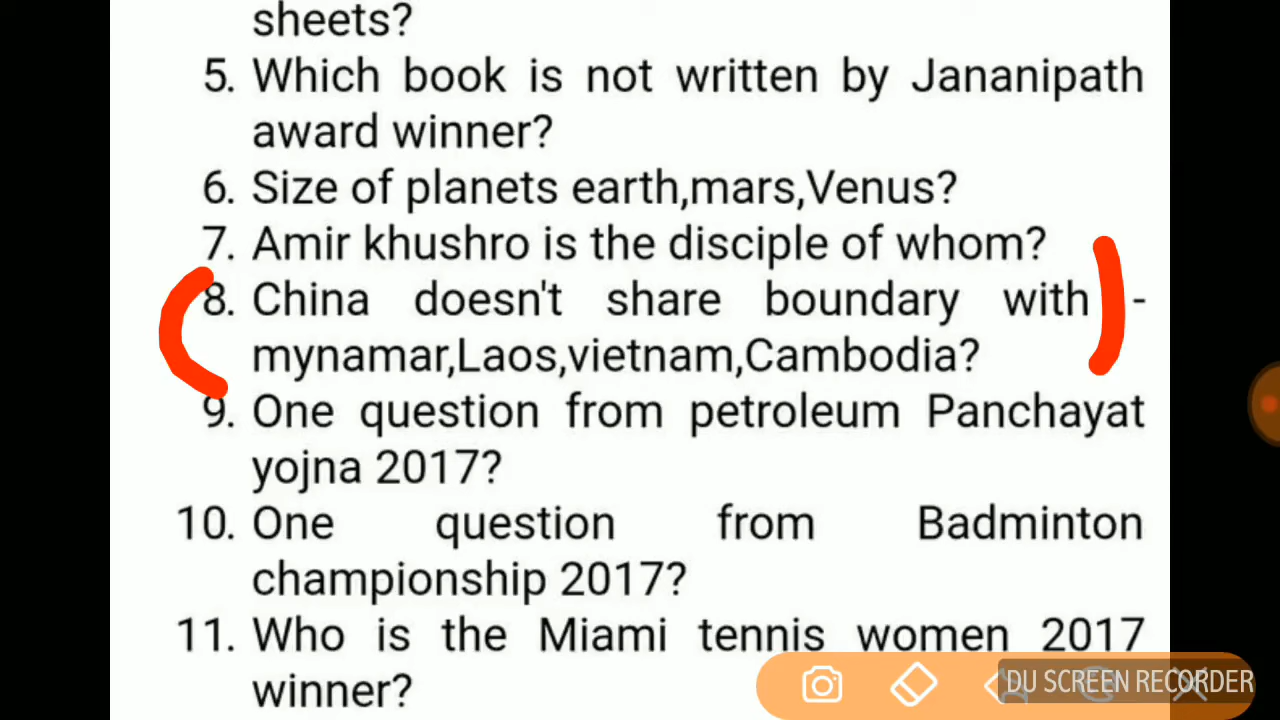 sheets?
5. Which book is not written by Jananipath
award winner?
6. Size of planets earth,mars,Venus?
7. Amir khushro is the disciple of whom?
8. China doesn't share boundary with -
mynamar,Laos,vietnam,Cambodia?
9. One question from petroleum Panchayat
yojna 2017?
10. One question from Badminton
championship 2017?
11. Who is the Miami tennis women 2017
winner?
DU SCREEN RECORDER